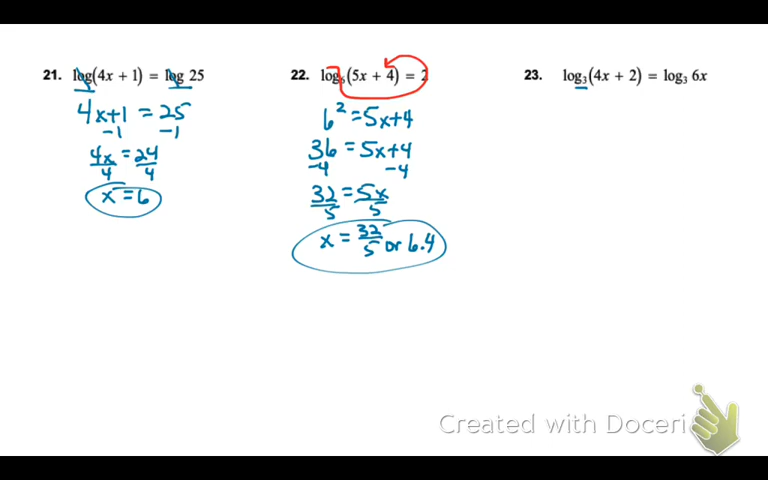 21. log(4x + 1) = log 25
4x+1 = 25
-1 -1
4x = 24
4 4
x = 6
22. log₆(5x + 4) = 2
6² = 5x+4
36 = 5x+4
-4 -4
32 = 5x
5 5
x = 32/5 or 6.4
23. log₃(4x + 2) = log₃ 6x
Created with Doceri